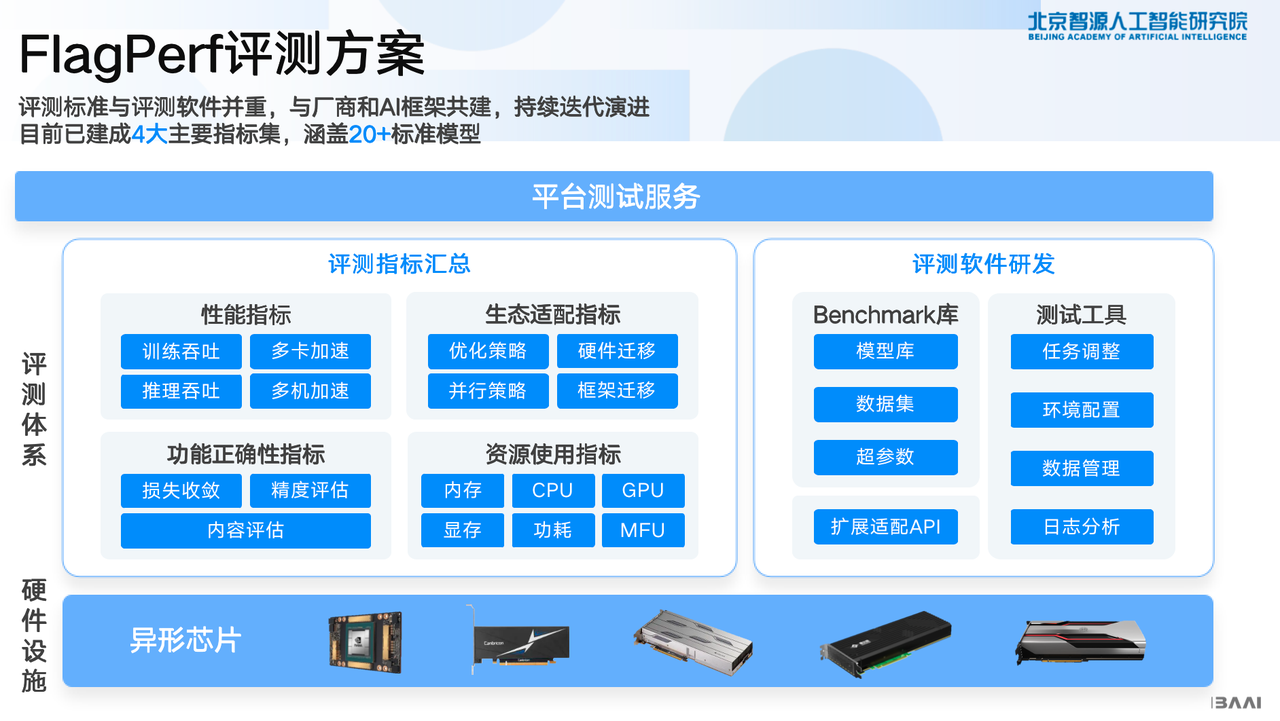 北京智源人工智能研究院
BEIJING ACADEMY OF ARTIFICIAL INTELLIGENCE
FlagPerf评测方案
评测标准与评测软件并重，与厂商和AI框架共建，持续迭代演进
目前已建成4大主要指标集，涵盖20+标准模型
平台测试服务
评测体系
评测指标汇总
性能指标
训练吞吐
多卡加速
推理吞吐
多机加速
生态适配指标
优化策略
硬件迁移
并行策略
框架迁移
功能正确性指标
损失收敛
精度评估
内容评估
资源使用指标
内存
CPU
GPU
显存
功耗
MFU
评测软件研发
Benchmark库
模型库
数据集
超参数
扩展适配API
测试工具
任务调整
环境配置
数据管理
日志分析
硬件设施
异形芯片
Cambricon
BAAI